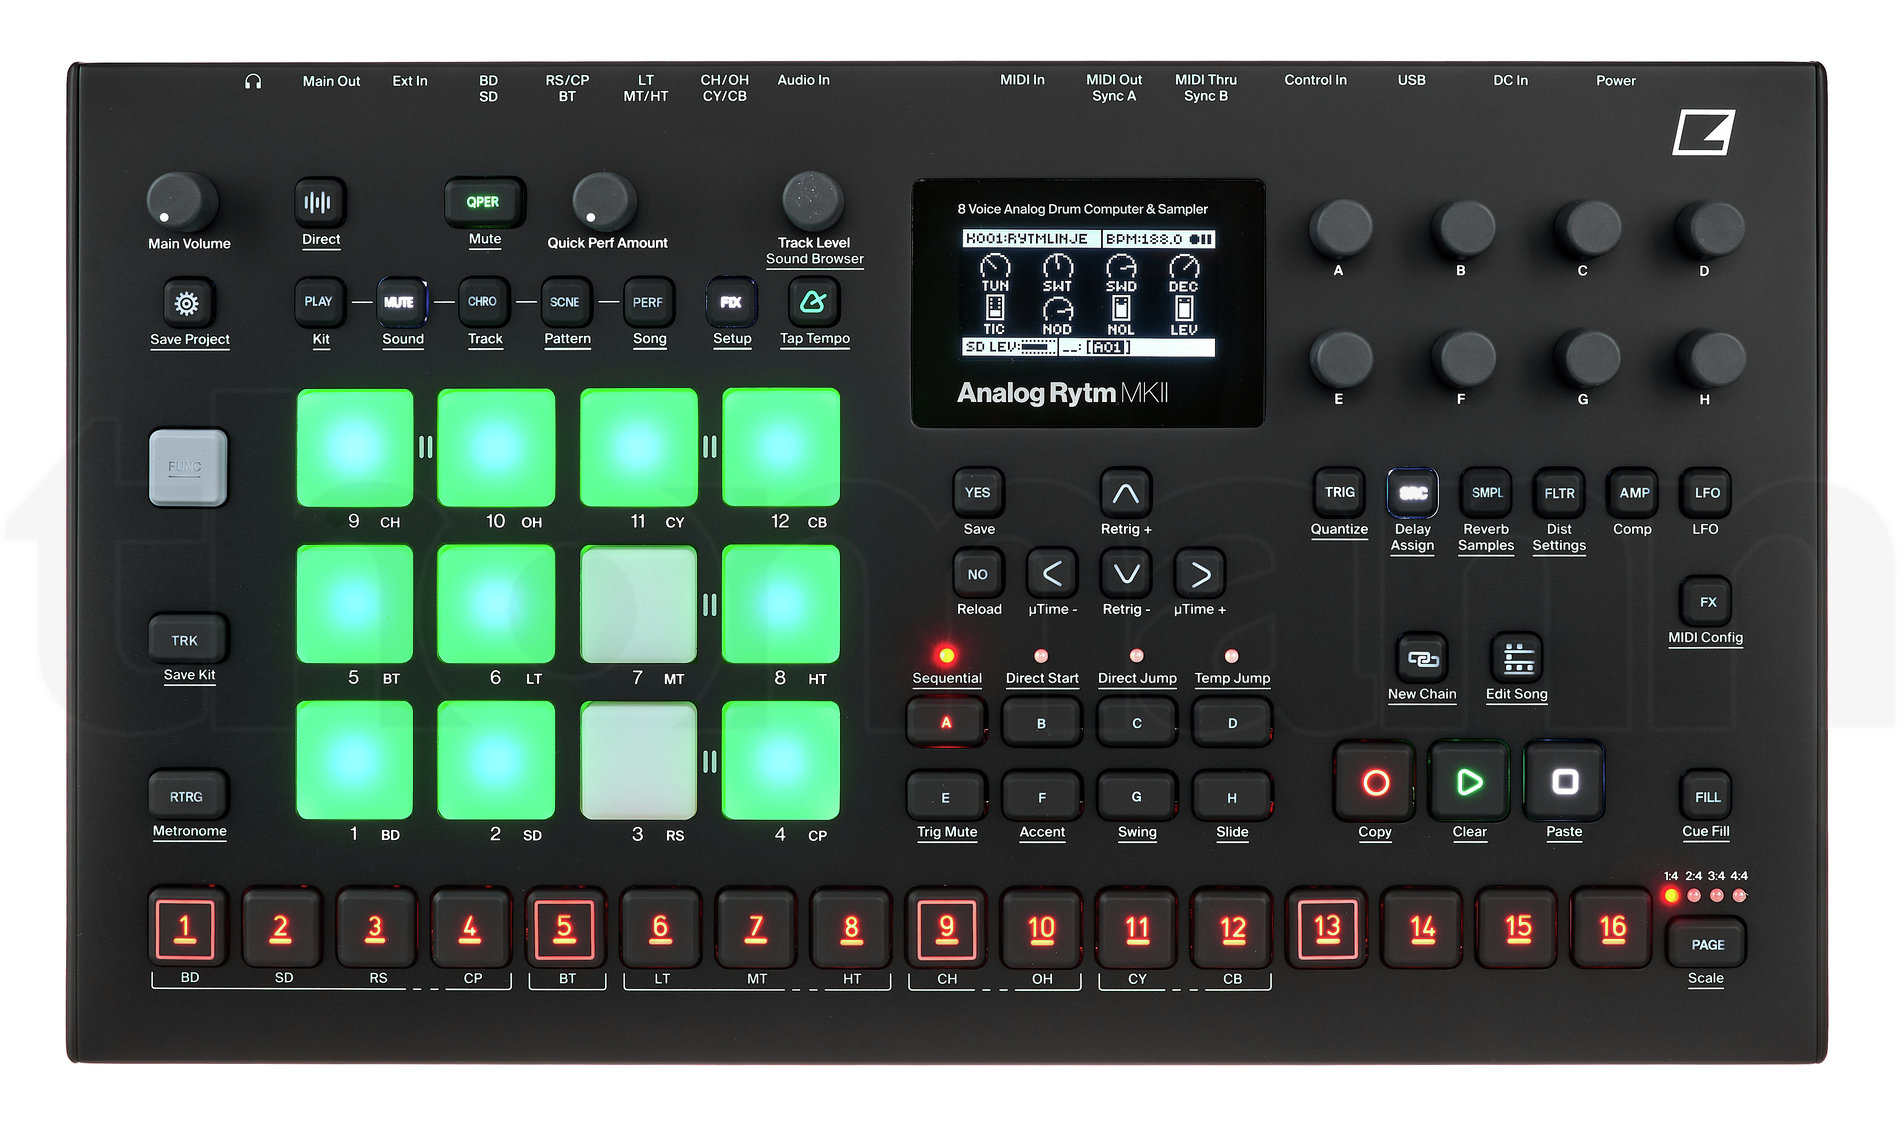 Main Out Ext In BD RS/CP LT CH/OH Audio In MIDI In MIDI Out MIDI Thru Control In USB DC In Power
SD BT MT/HT CY/CB Sync A Sync B
QPER
Main Volume Direct Mute Quick Perf Amount Track Level
Sound Browser
8 Voice Analog Drum Computer & Sampler
K001:RYTMLINJE BPM:188.0
TUN SWT SWD DEC
TIC NOD NOL LEV
SD LEV: __: [A01]
Analog Rytm MKII
A B C D
E F G H
PLAY MUTE CHRO SCNE PERF FIX
Save Project Kit Sound Track Pattern Song Setup Tap Tempo
FUNC
9 CH 10 OH 11 CY 12 CB
YES TRIG SRC SMPL FLTR AMP LFO
Save Retrig + Quantize Delay Reverb Dist Comp LFO
Assign Samples Settings
NO
Reload µTime - Retrig - µTime +
FX
MIDI Config
TRK
Save Kit
5 BT 6 LT 7 MT 8 HT
Sequential Direct Start Direct Jump Temp Jump
New Chain Edit Song
A B C D
RTRG
Metronome
E F G H
FILL
1 BD 2 SD 3 RS 4 CP
Trig Mute Accent Swing Slide Copy Clear Paste Cue Fill
1:4 2:4 3:4 4:4
1 2 3 4 5 6 7 8 9 10 11 12 13 14 15 16 PAGE
BD SD RS CP BT LT MT HT CH OH CY CB Scale
thomann